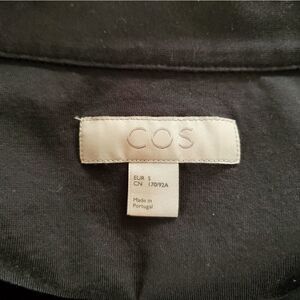 COS
EUR S
CN 170/92A
Made in
Portugal